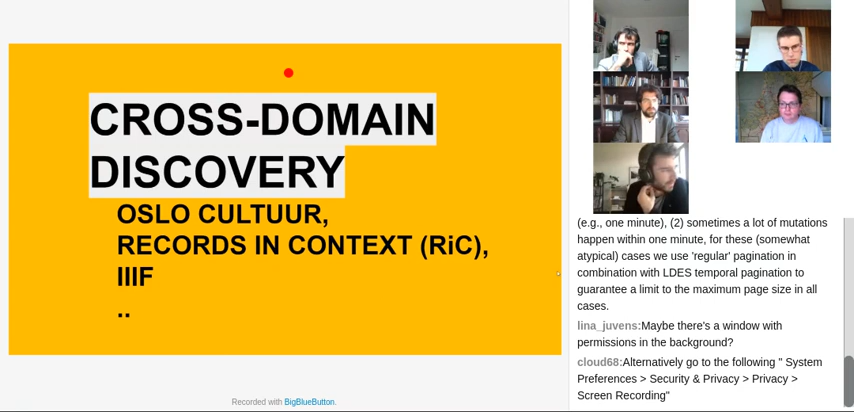 CROSS-DOMAIN
DISCOVERY
OSLO CULTUUR,
RECORDS IN CONTEXT (RiC),
IIIF
..
Recorded with BigBlueButton.
(e.g., one minute), (2) sometimes a lot of mutations
happen within one minute, for these (somewhat
atypical) cases we use 'regular' pagination in
combination with LDES temporal pagination to
guarantee a limit to the maximum page size in all
cases.
lina_juvens:Maybe there's a window with
permissions in the background?
cloud68:Alternatively go to the following " System
Preferences > Security & Privacy > Privacy >
Screen Recording"